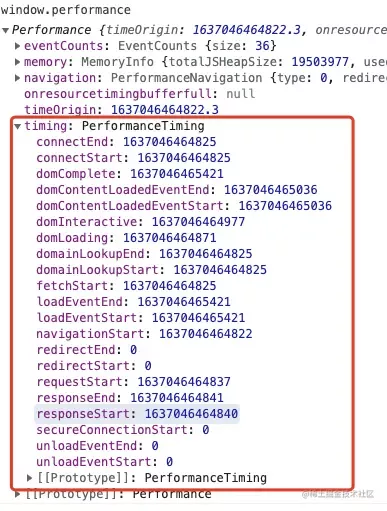 window.performance
▼Performance {timeOrigin: 1637046464822.3, onresour
▶eventCounts: EventCounts {size: 36}
▶memory: MemoryInfo {totalJSHeapSize: 19503977, used
▶navigation: PerformanceNavigation {type: 0, redirec
onresourcetimingbufferfull: null
timeOrigin: 1637046464822.3
▼timing: PerformanceTiming
connectEnd: 1637046464825
connectStart: 1637046464825
domComplete: 1637046465421
domContentLoadedEventEnd: 1637046465036
domContentLoadedEventStart: 1637046465036
domInteractive: 1637046464977
domLoading: 1637046464871
domainLookupEnd: 1637046464825
domainLookupStart: 1637046464825
fetchStart: 1637046464825
loadEventEnd: 1637046465421
loadEventStart: 1637046465421
navigationStart: 1637046464822
redirectEnd: 0
redirectStart: 0
requestStart: 1637046464837
responseEnd: 1637046464841
responseStart: 1637046464840
secureConnectionStart: 0
unloadEventEnd: 0
unloadEventStart: 0
▶[[Prototype]]: PerformanceTiming
▶[[Prototype]]: Performance
@稀土掘金技术社区